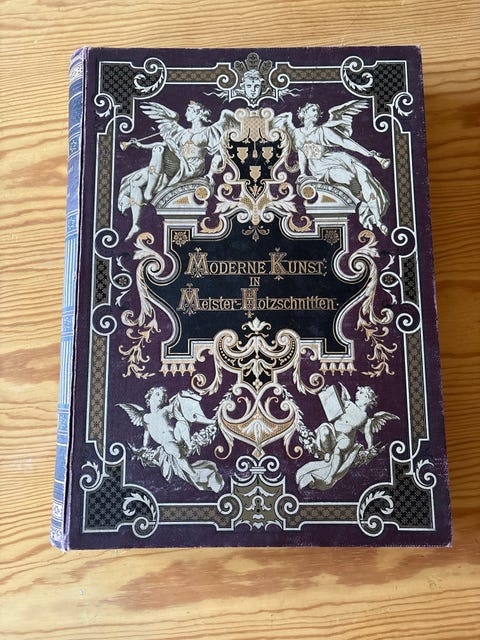 Moderne Kunst
in
Meister-Holzschnitten.